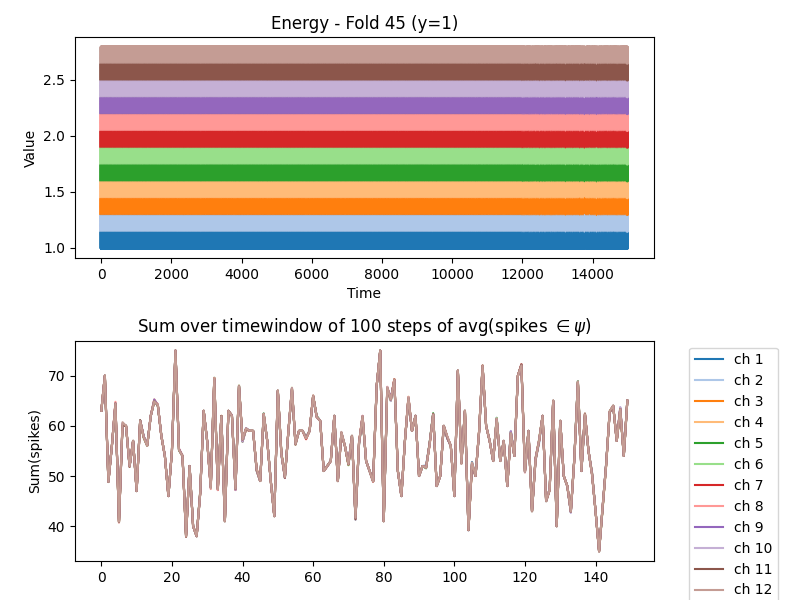 Energy - Fold 45 (y=1)
Value
2.5
2.0
1.5
1.0
0 2000 4000 6000 8000 10000 12000 14000
Time
Sum over timewindow of 100 steps of avg(spikes ∈ ψ)
Sum(spikes)
70
60
50
40
0 20 40 60 80 100 120 140
ch 1
ch 2
ch 3
ch 4
ch 5
ch 6
ch 7
ch 8
ch 9
ch 10
ch 11
ch 12